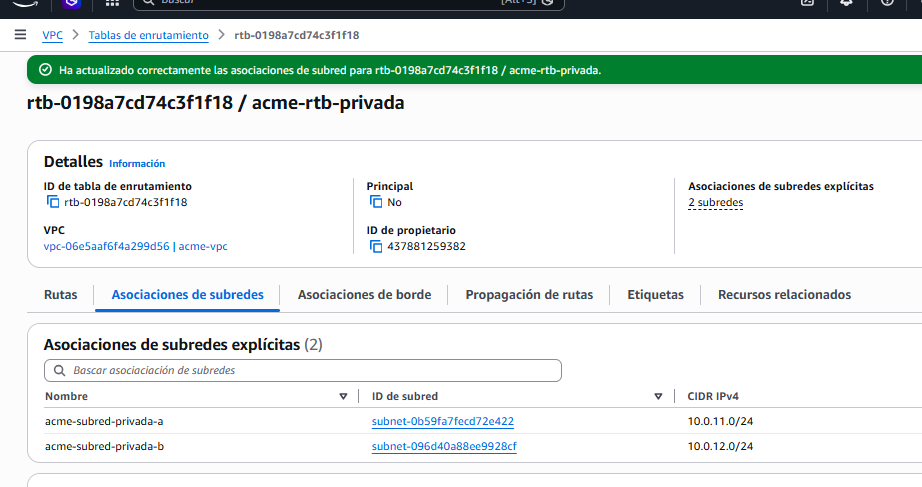 Buscar [Alt+S]
VPC > Tablas de enrutamiento > rtb-0198a7cd74c3f1f18
Ha actualizado correctamente las asociaciones de subred para rtb-0198a7cd74c3f1f18 / acme-rtb-privada.
rtb-0198a7cd74c3f1f18 / acme-rtb-privada
Detalles Información
ID de tabla de enrutamiento
rtb-0198a7cd74c3f1f18
Principal
No
Asociaciones de subredes explícitas
2 subredes
VPC
vpc-06e5aaf6f4a299d56 | acme-vpc
ID de propietario
437881259382
Rutas Asociaciones de subredes Asociaciones de borde Propagación de rutas Etiquetas Recursos relacionados
Asociaciones de subredes explícitas (2)
Buscar asociaciación de subredes
Nombre ID de subred CIDR IPv4
acme-subred-privada-a subnet-0b59fa7fecd72e422 10.0.11.0/24
acme-subred-privada-b subnet-096d40a88ee9928cf 10.0.12.0/24